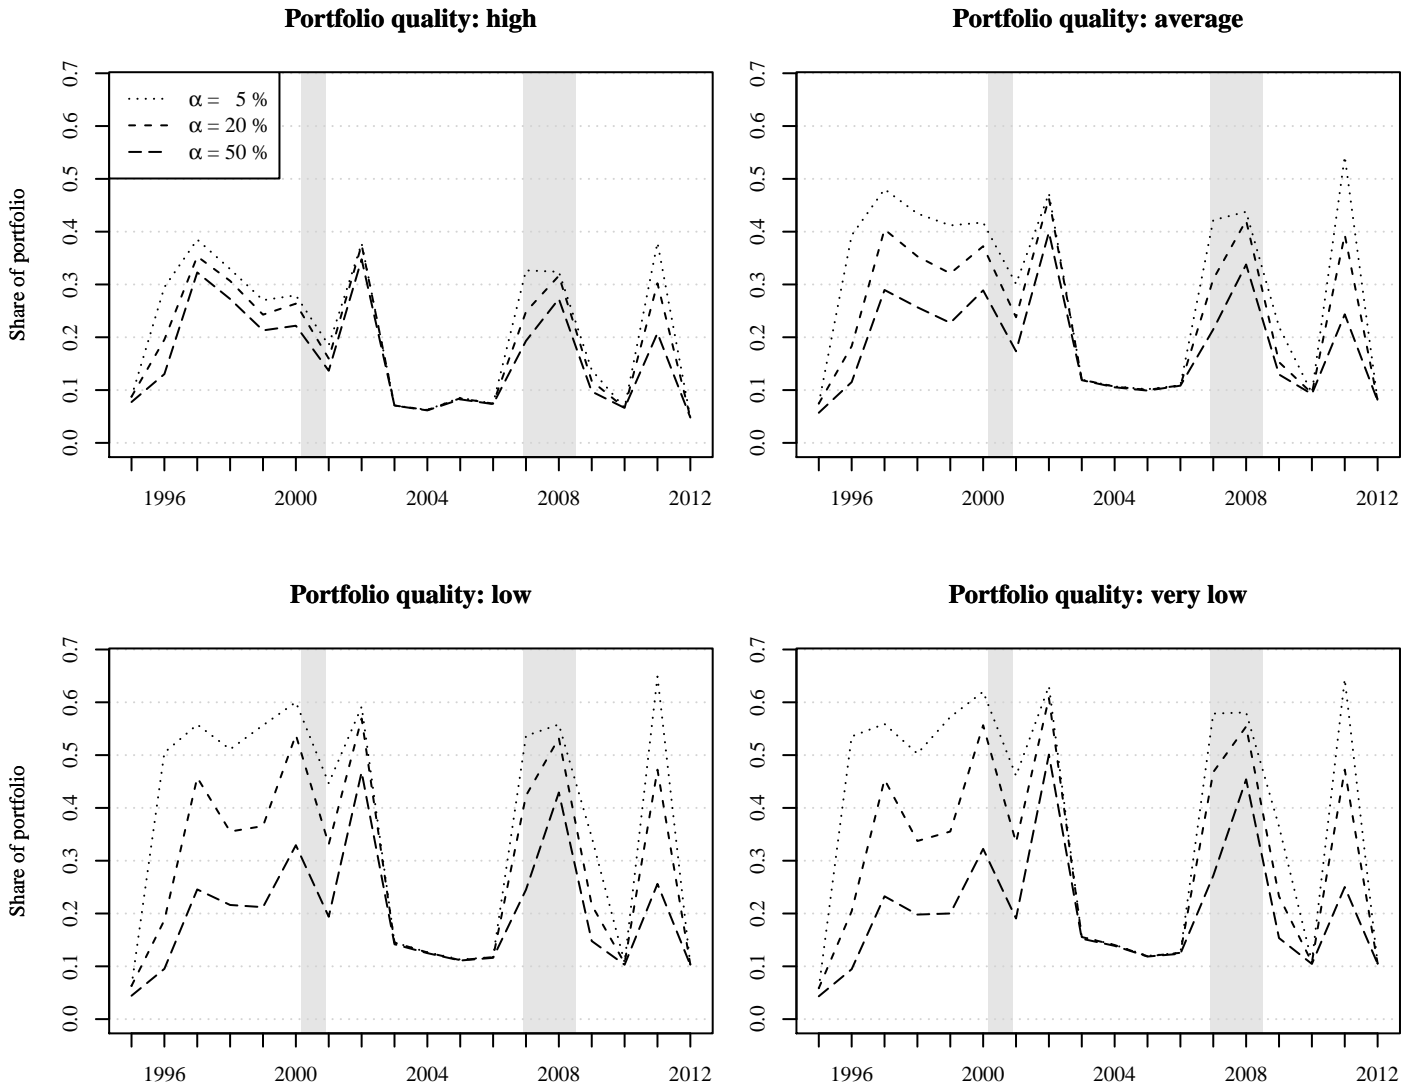 Portfolio quality: high
Share of portfolio
0.7
0.6
0.5
0.4
0.3
0.2
0.1
0.0
α = 5 %
α = 20 %
α = 50 %
1996 2000 2004 2008 2012
Portfolio quality: average
0.7
0.6
0.5
0.4
0.3
0.2
0.1
0.0
1996 2000 2004 2008 2012
Portfolio quality: low
Share of portfolio
0.7
0.6
0.5
0.4
0.3
0.2
0.1
0.0
1996 2000 2004 2008 2012
Portfolio quality: very low
0.7
0.6
0.5
0.4
0.3
0.2
0.1
0.0
1996 2000 2004 2008 2012